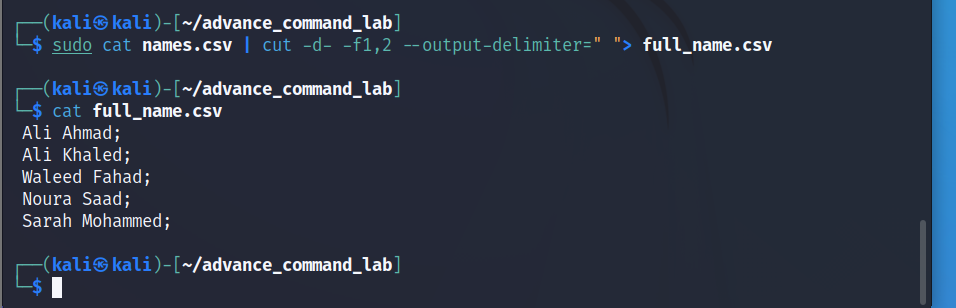 ┌──(kali㉿kali)-[~/advance_command_lab]
└─$ sudo cat names.csv | cut -d- -f1,2 --output-delimiter=" "> full_name.csv
┌──(kali㉿kali)-[~/advance_command_lab]
└─$ cat full_name.csv
Ali Ahmad;
Ali Khaled;
Waleed Fahad;
Noura Saad;
Sarah Mohammed;
┌──(kali㉿kali)-[~/advance_command_lab]
└─$